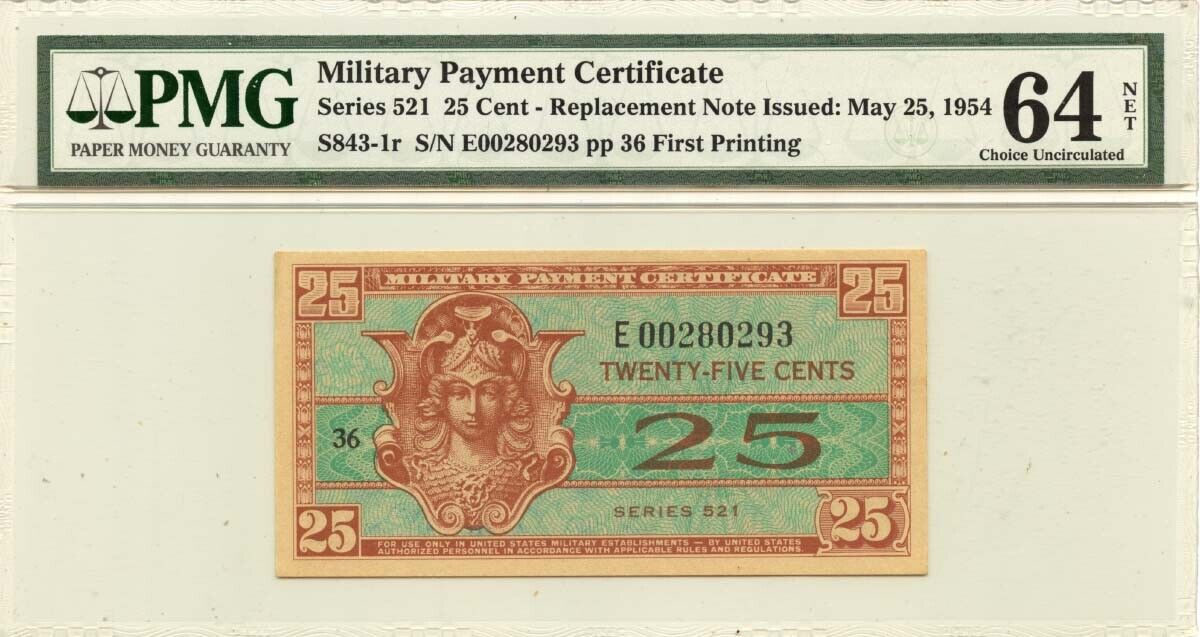 PMG
PAPER MONEY GUARANTY
Military Payment Certificate
Series 521 25 Cent - Replacement Note Issued: May 25, 1954
S843-1r S/N E00280293 pp 36 First Printing
64
NET
Choice Uncirculated
25
MILITARY PAYMENT CERTIFICATE
25
E 00280293
TWENTY-FIVE CENTS
36
25
SERIES 521
25
FOR USE ONLY IN UNITED STATES MILITARY ESTABLISHMENTS — BY UNITED STATES
AUTHORIZED PERSONNEL IN ACCORDANCE WITH APPLICABLE RULES AND REGULATIONS.
25